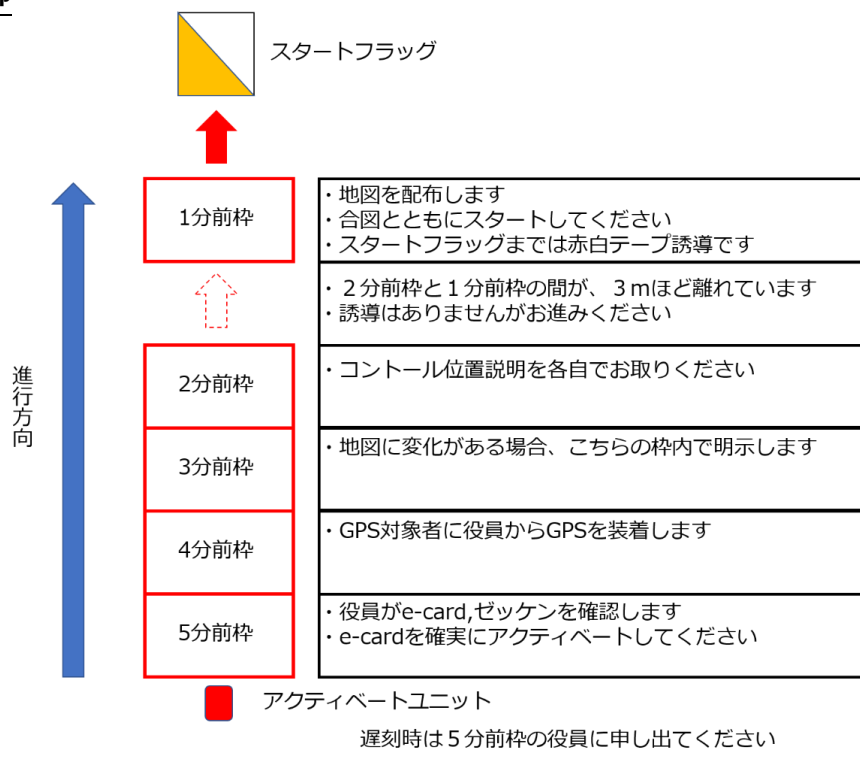 スタートフラッグ
1分前枠
・地図を配布します
・合図とともにスタートしてください
・スタートフラッグまでは赤白テープ誘導です
・２分前枠と１分前枠の間が、３ｍほど離れています
・誘導はありませんがお進みください
進行方向
2分前枠
・コントール位置説明を各自でお取りください
3分前枠
・地図に変化がある場合、こちらの枠内で明示します
4分前枠
・GPS対象者に役員からGPSを装着します
5分前枠
・役員がe-card,ゼッケンを確認します
・e-cardを確実にアクティベートしてください
アクティベートユニット
遅刻時は５分前枠の役員に申し出てください